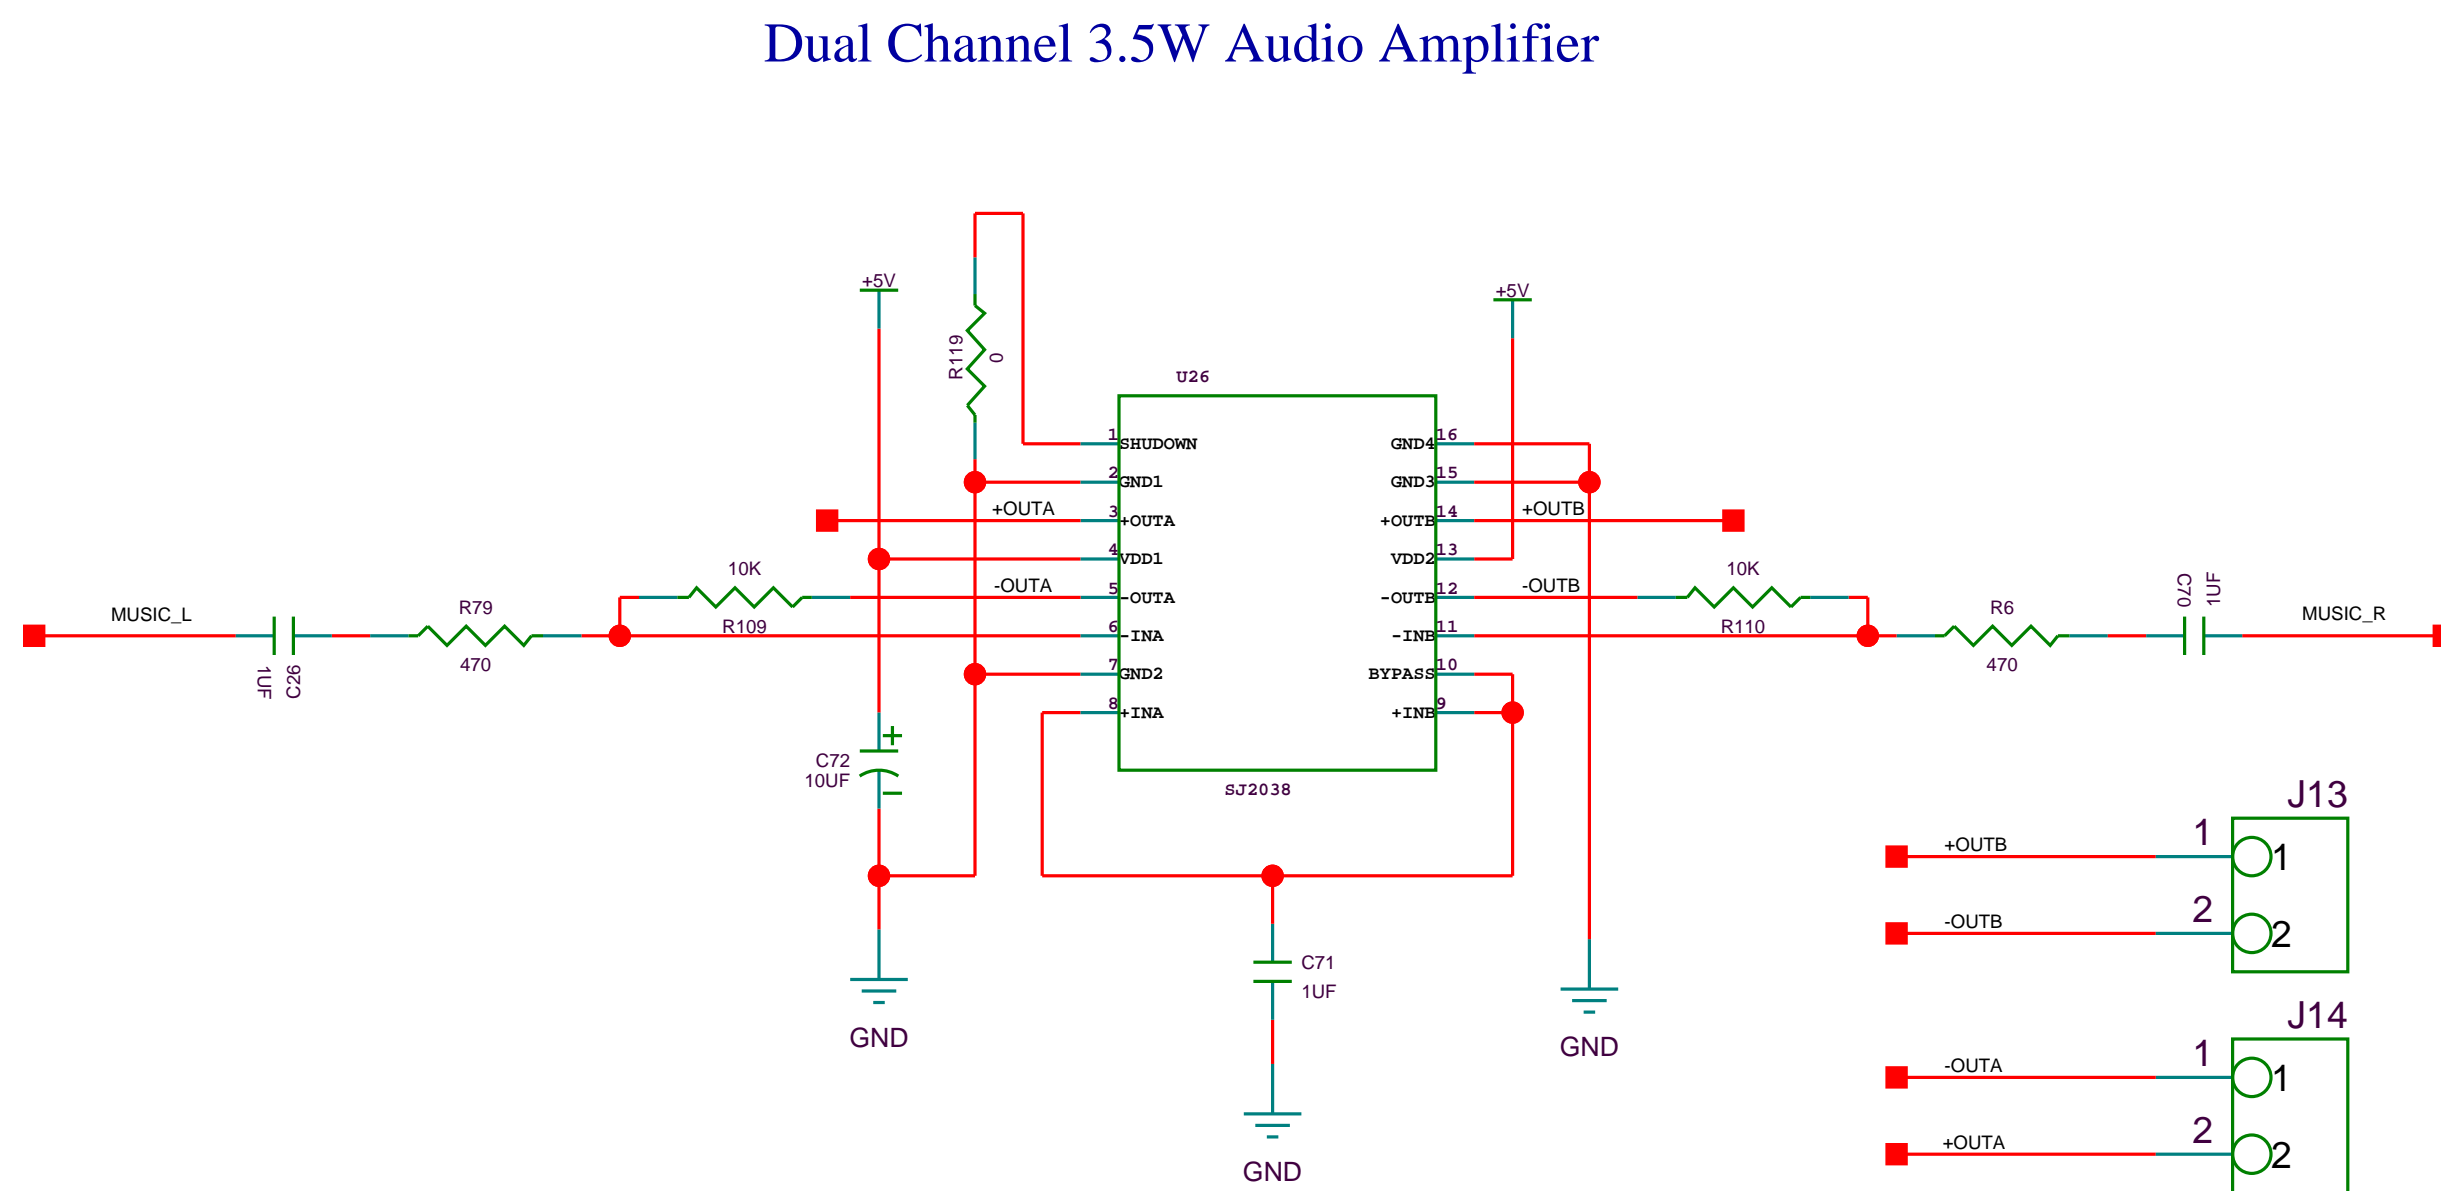 Dual Channel 3.5W Audio Amplifier
+5V
+5V
R119
0
U26
1 SHUDOWN
2 GND1
3 +OUTA
4 VDD1
5 -OUTA
6 -INA
7 GND2
8 +INA
GND4 16
GND3 15
+OUTB 14
VDD2 13
-OUTB 12
-INB 11
BYPASS 10
+INB 9
SJ2038
+OUTA
-OUTA
+OUTB
-OUTB
MUSIC_L
1UF
C26
R79
470
10K
R109
10K
R110
R6
470
C70
1UF
MUSIC_R
C72
10UF
GND
C71
1UF
GND
GND
J13
+OUTB 1 1
-OUTB 2 2
J14
-OUTA 1 1
+OUTA 2 2